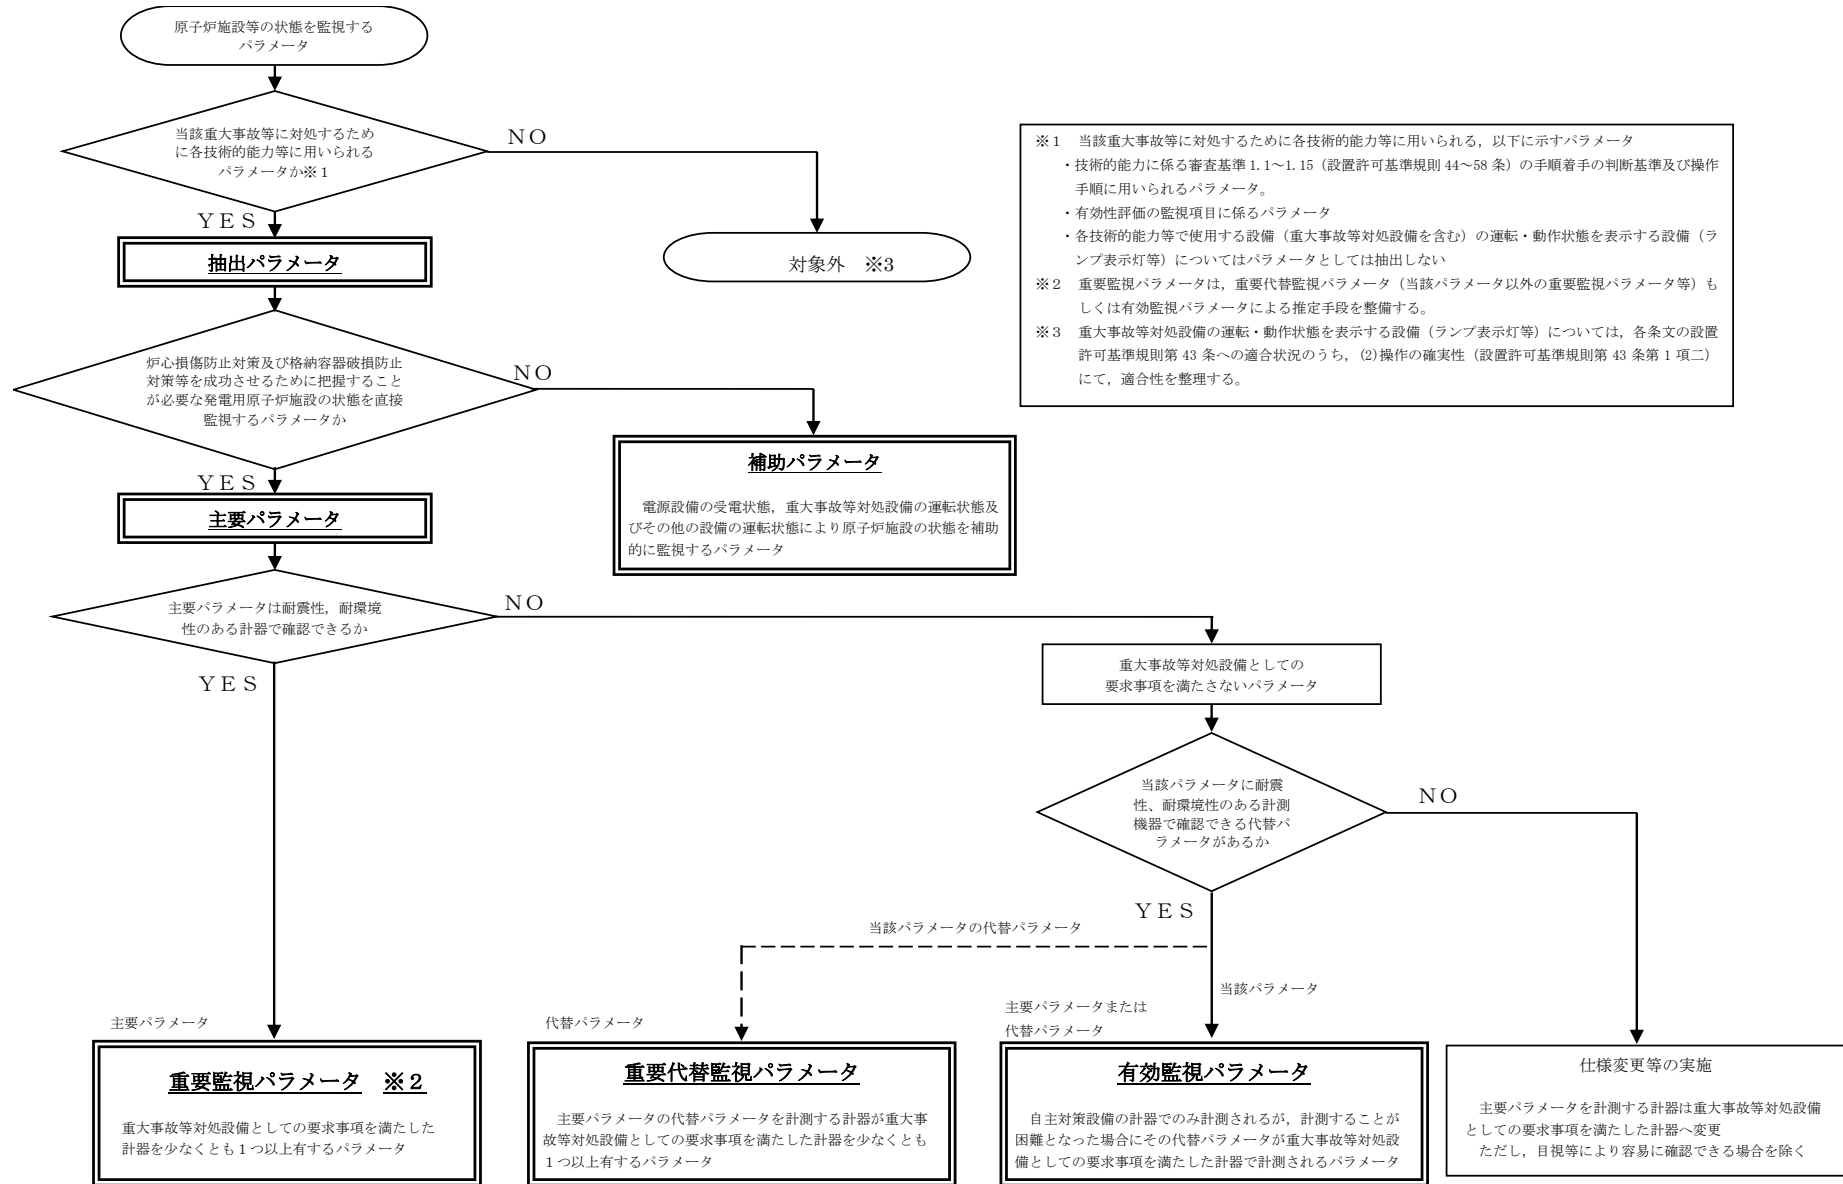 原子炉施設等の状態を監視する
パラメータ
当該重大事故等に対処するため
に各技術的能力等に用いられる
パラメータか※１
NO
YES
抽出パラメータ
対象外　※3
※１　当該重大事故等に対処するために各技術的能力等に用いられる，以下に示すパラメータ
・技術的能力に係る審査基準 1.1～1.15（設置許可基準規則 44～58 条）の手順着手の判断基準及び操作
手順に用いられるパラメータ。
・有効性評価の監視項目に係るパラメータ
・各技術的能力等で使用する設備（重大事故等対処設備を含む）の運転・動作状態を表示する設備（ラ
ンプ表示灯等）についてはパラメータとしては抽出しない
※２　重要監視パラメータは，重要代替監視パラメータ（当該パラメータ以外の重要監視パラメータ等）も
しくは有効監視パラメータによる推定手段を整備する。
※３　重大事故等対処設備の運転・動作状態を表示する設備（ランプ表示灯等）については，各条文の設置
許可基準規則第 43 条への適合状況のうち，(2)操作の確実性（設置許可基準規則第 43 条第 1 項二）
にて，適合性を整理する。
炉心損傷防止対策及び格納容器破損防止
対策等を成功させるために把握すること
が必要な発電用原子炉施設の状態を直接
監視するパラメータか
NO
YES
補助パラメータ
電源設備の受電状態，重大事故等対処設備の運転状態及
びその他の設備の運転状態により原子炉施設の状態を補助
的に監視するパラメータ
主要パラメータ
主要パラメータは耐震性，耐環境
性のある計器で確認できるか
NO
YES
重大事故等対処設備としての
要求事項を満たさないパラメータ
当該パラメータに耐震
性、耐環境性のある計測
機器で確認できる代替パ
ラメータがあるか
NO
YES
当該パラメータの代替パラメータ
当該パラメータ
主要パラメータ
重要監視パラメータ　※２
重大事故等対処設備としての要求事項を満たした
計器を少なくとも１つ以上有するパラメータ
代替パラメータ
重要代替監視パラメータ
主要パラメータの代替パラメータを計測する計器が重大事
故等対処設備としての要求事項を満たした計器を少なくとも
１つ以上有するパラメータ
主要パラメータまたは
代替パラメータ
有効監視パラメータ
自主対策設備の計器でのみ計測されるが，計測することが
困難となった場合にその代替パラメータが重大事故等対処設
備としての要求事項を満たした計器で計測されるパラメータ
仕様変更等の実施
主要パラメータを計測する計器は重大事故等対処設備
としての要求事項を満たした計器へ変更
ただし，目視等により容易に確認できる場合を除く